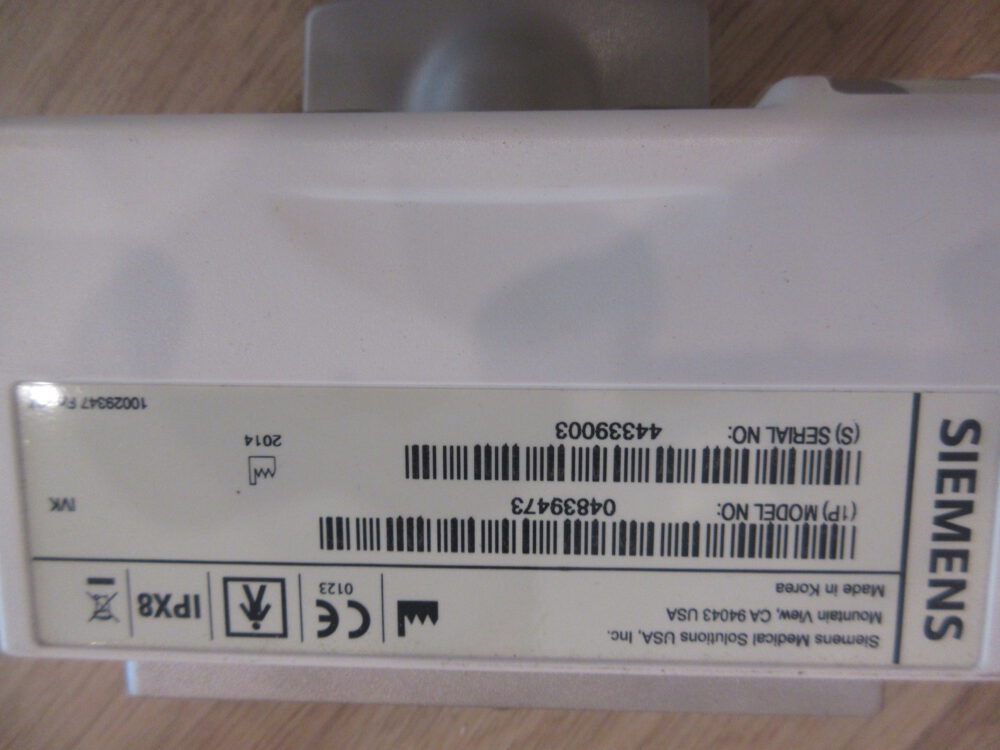 SIEMENS
Siemens Medical Solutions USA, Inc.
Mountain View, CA 94043 USA
Made in Korea
0123
IPX8
(1P) MODEL NO: 04839473
(S) SERIAL NO: 44339003
IVK
2014
10029347